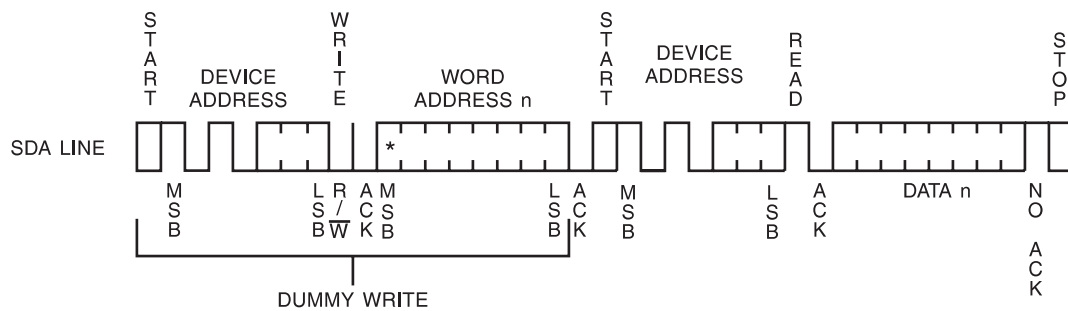 START
WRITE
START
READ
STOP
DEVICE
ADDRESS
WORD
ADDRESS n
DEVICE
ADDRESS
SDA LINE
*
MSB
LSB
R/W
ACK
MSB
LSB
ACK
MSB
LSB
ACK
DATA n
NO ACK
DUMMY WRITE